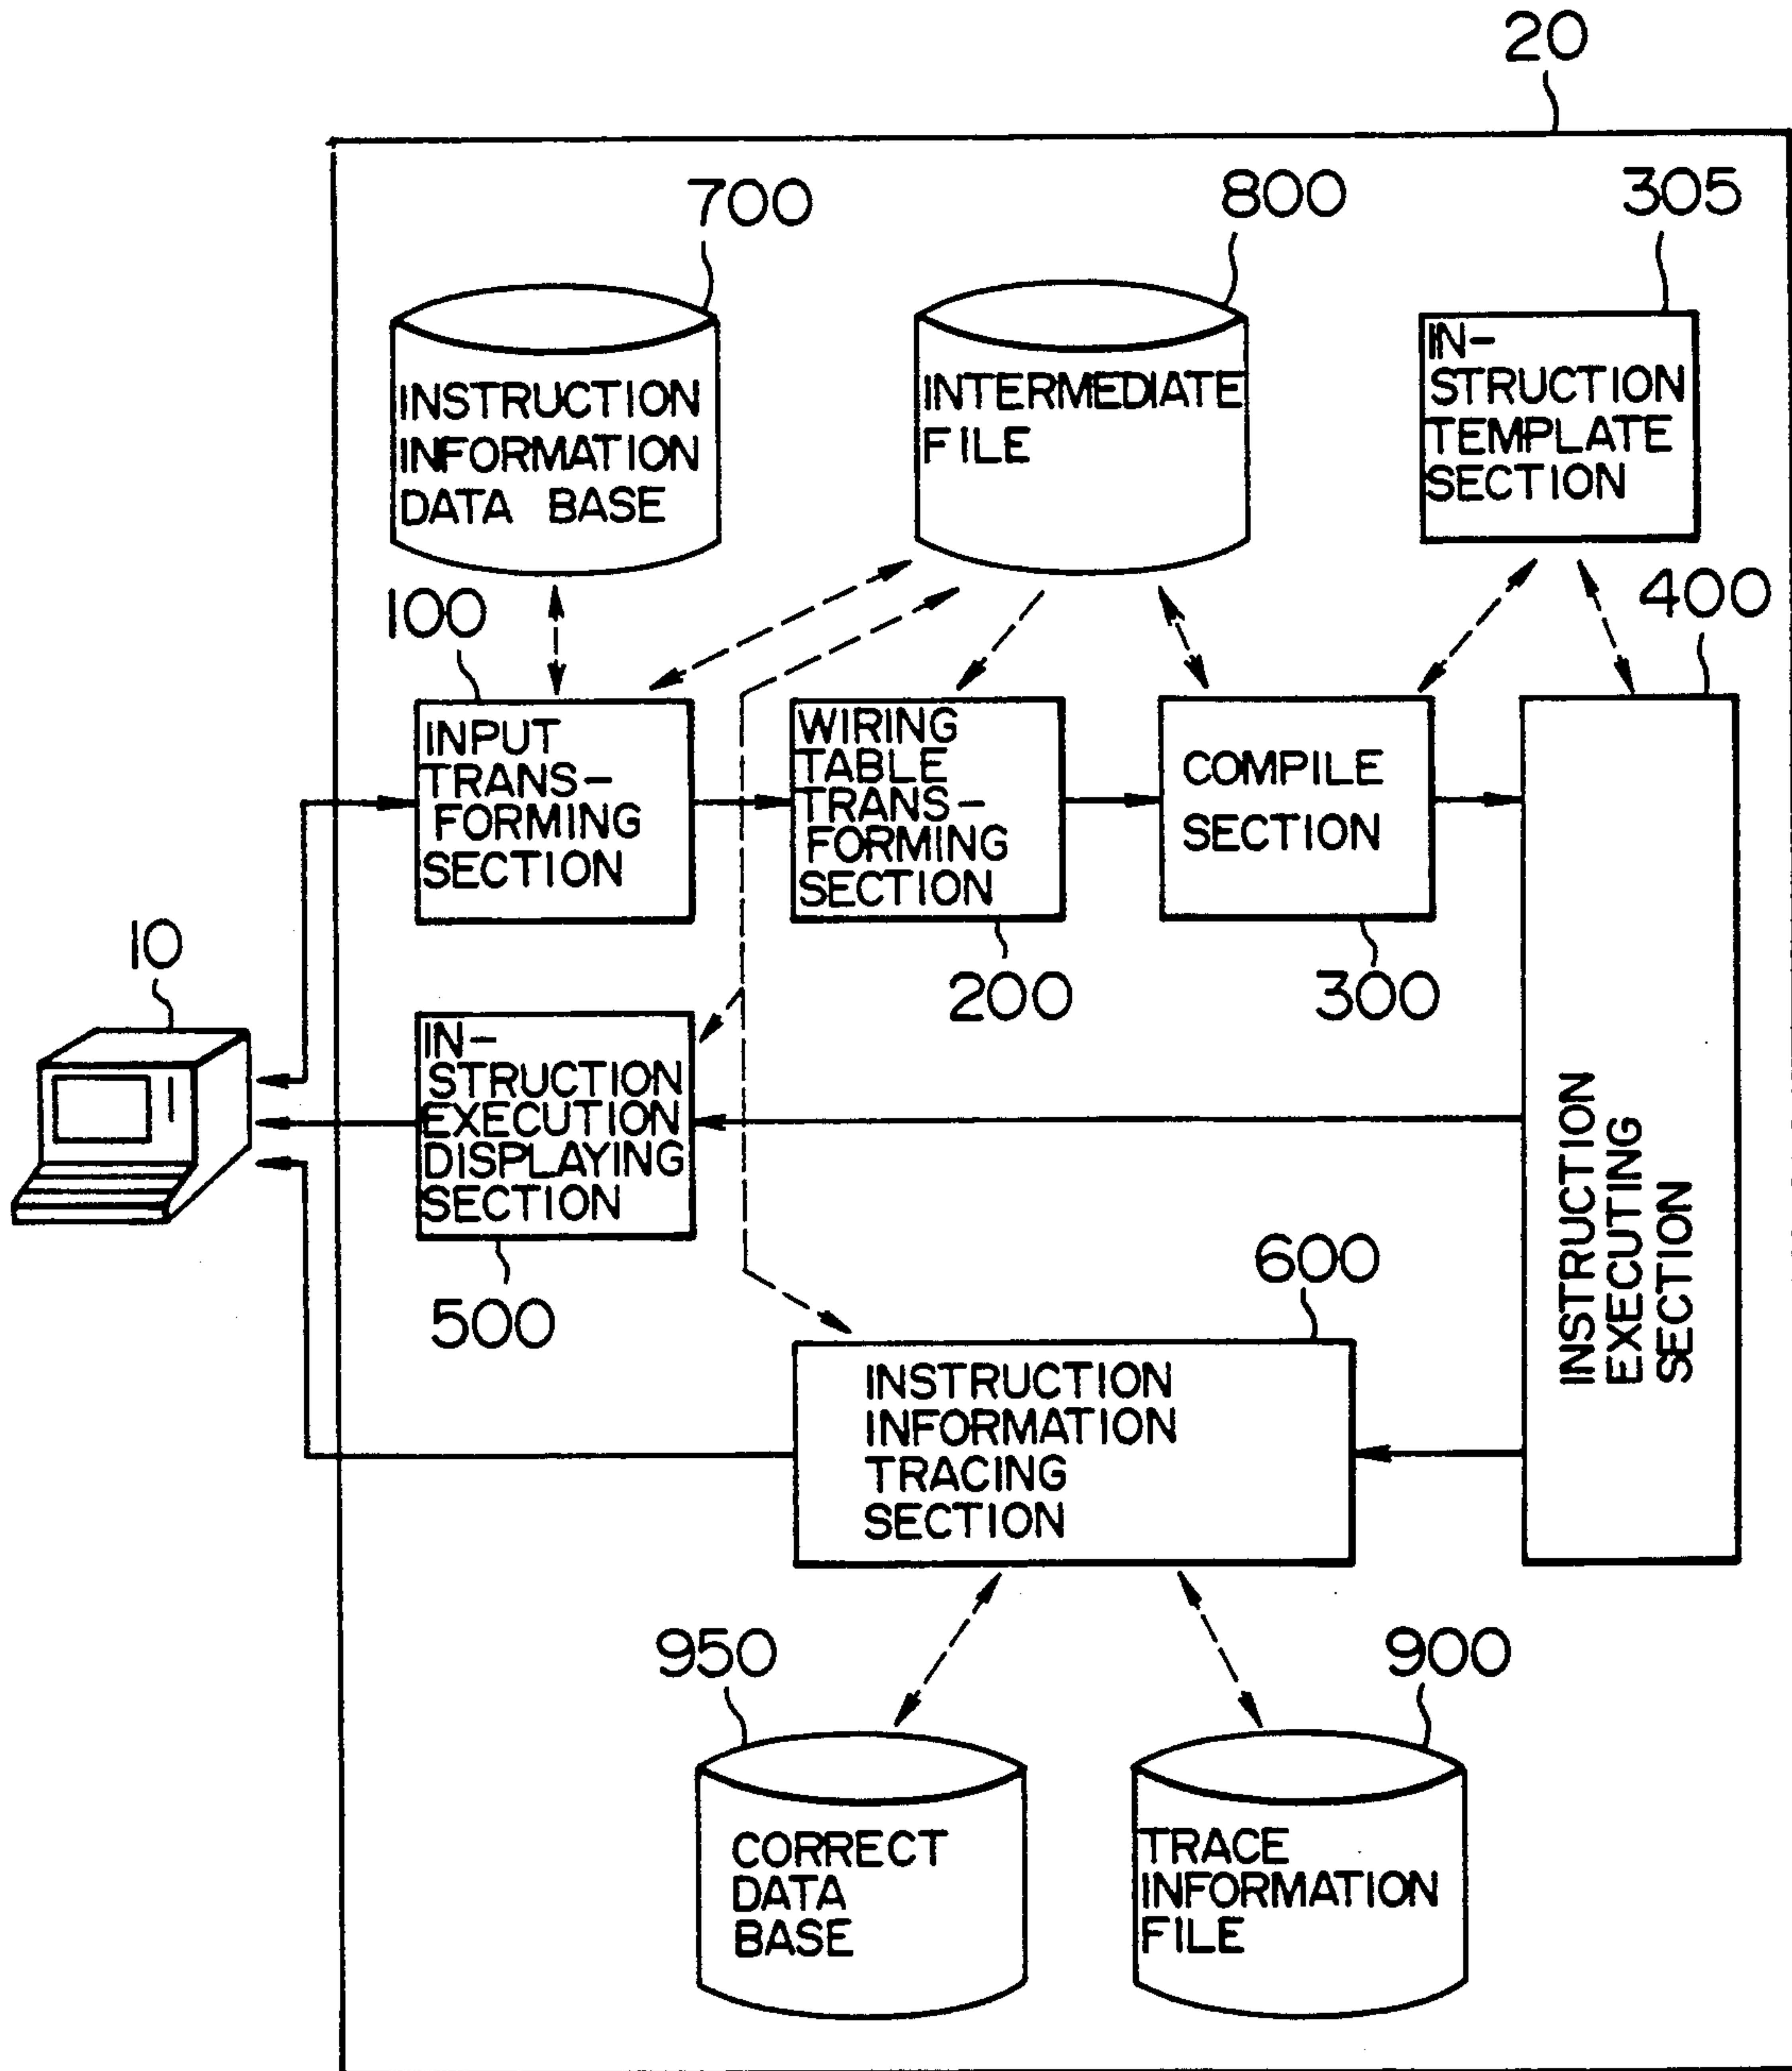 20
700
800
305
INSTRUCTION
INFORMATION
DATA BASE
INTERMEDIATE
FILE
IN-
STRUCTION
TEMPLATE
SECTION
100
400
INPUT
TRANS-
FORMING
SECTION
WIRING
TABLE
TRANS-
FORMING
SECTION
COMPILE
SECTION
10
200
300
IN-
STRUCTION
EXECUTION
DISPLAYING
SECTION
INSTRUCTION
EXECUTING
SECTION
500
600
INSTRUCTION
INFORMATION
TRACING
SECTION
950
900
CORRECT
DATA
BASE
TRACE
INFORMATION
FILE